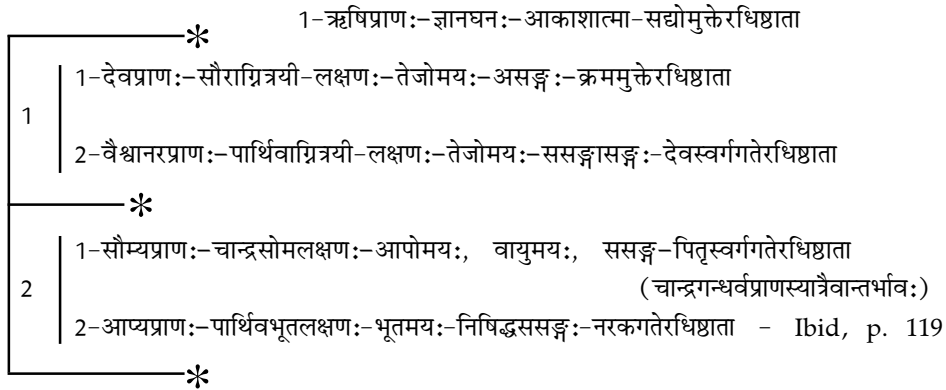 1-ऋषिप्राण:-ज्ञानघन:-आकाशात्मा-सद्योमुक्तेरधिष्ठाता
*
1-देवप्राण:-सौराग्नित्रयी-लक्षण:-तेजोमय:-असङ्ग:-क्रममुक्तेरधिष्ठाता
1
2-वैश्वानरप्राण:-पार्थिवाग्नित्रयी-लक्षण:-तेजोमय:-ससङ्गासङ्ग:-देवस्वर्गगतेरधिष्ठाता
*
1-सौम्यप्राण:-चान्द्रसोमलक्षण:-आपोमय:, वायुमय:, ससङ्ग-पितृस्वर्गगतेरधिष्ठाता
2
(चान्द्रगन्धर्वप्राणस्यात्रैवान्तर्भाव:)
2-आप्यप्राण:-पार्थिवभूतलक्षण:-भूतमय:-निषिद्धससङ्ग:-नरकगतेरधिष्ठाता - Ibid, p. 119
*